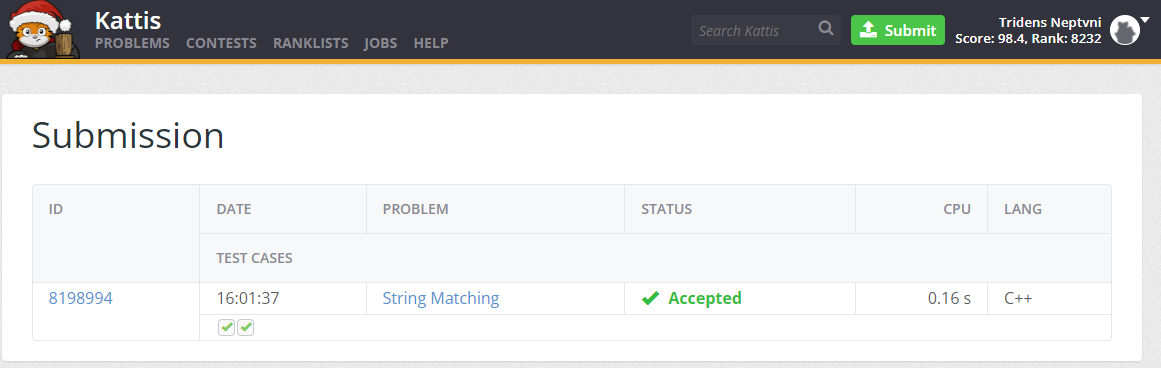 Kattis
PROBLEMS CONTESTS RANKLISTS JOBS HELP
Search Kattis
Submit
Tridens Neptvni
Score: 98.4, Rank: 8232
Submission
ID DATE PROBLEM STATUS CPU LANG
TEST CASES
8198994 16:01:37 String Matching Accepted 0.16 s C++